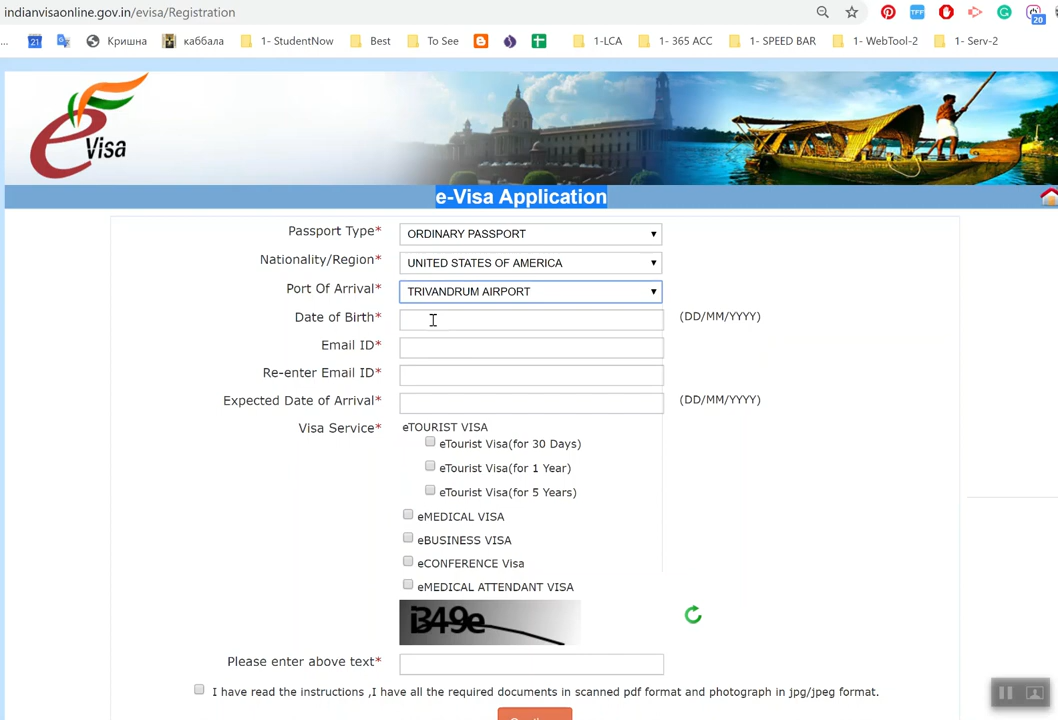 indianvisaonline.gov.in/evisa/Registration
20
... 21 Кришна каббала 1- StudentNow Best To See 1-LCA 1- 365 ACC 1- SPEED BAR 1- WebTool-2 1- Serv-2
TFF
e Visa
e-Visa Application
Passport Type* ORDINARY PASSPORT
Nationality/Region* UNITED STATES OF AMERICA
Port Of Arrival* TRIVANDRUM AIRPORT
Date of Birth* (DD/MM/YYYY)
Email ID*
Re-enter Email ID*
Expected Date of Arrival* (DD/MM/YYYY)
Visa Service* eTOURIST VISA
eTourist Visa(for 30 Days)
eTourist Visa(for 1 Year)
eTourist Visa(for 5 Years)
eMEDICAL VISA
eBUSINESS VISA
eCONFERENCE Visa
eMEDICAL ATTENDANT VISA
i349e
Please enter above text*
I have read the instructions ,I have all the required documents in scanned pdf format and photograph in jpg/jpeg format.